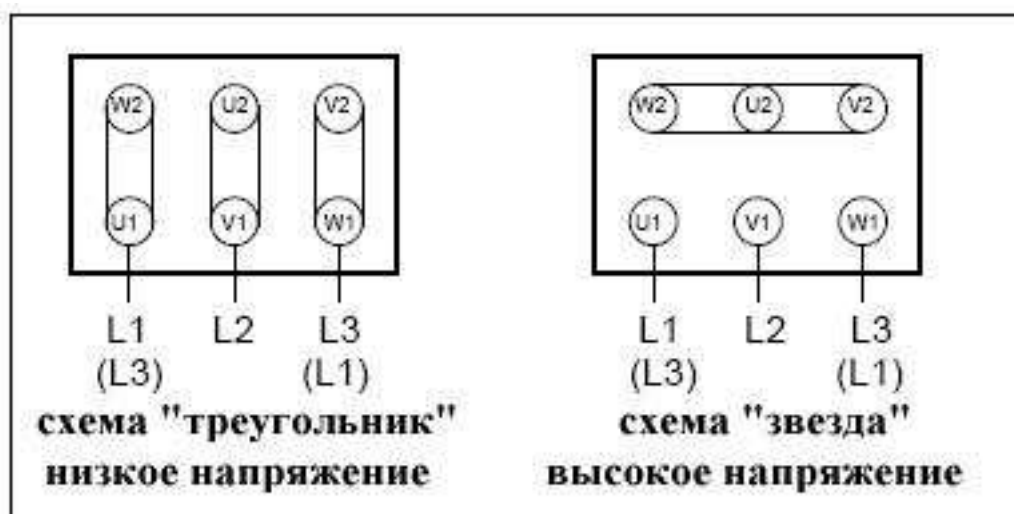 W2 U2 V2
U1 V1 W1
L1 L2 L3
(L3) (L1)
схема "треугольник"
низкое напряжение
W2 U2 V2
U1 V1 W1
L1 L2 L3
(L3) (L1)
схема "звезда"
высокое напряжение